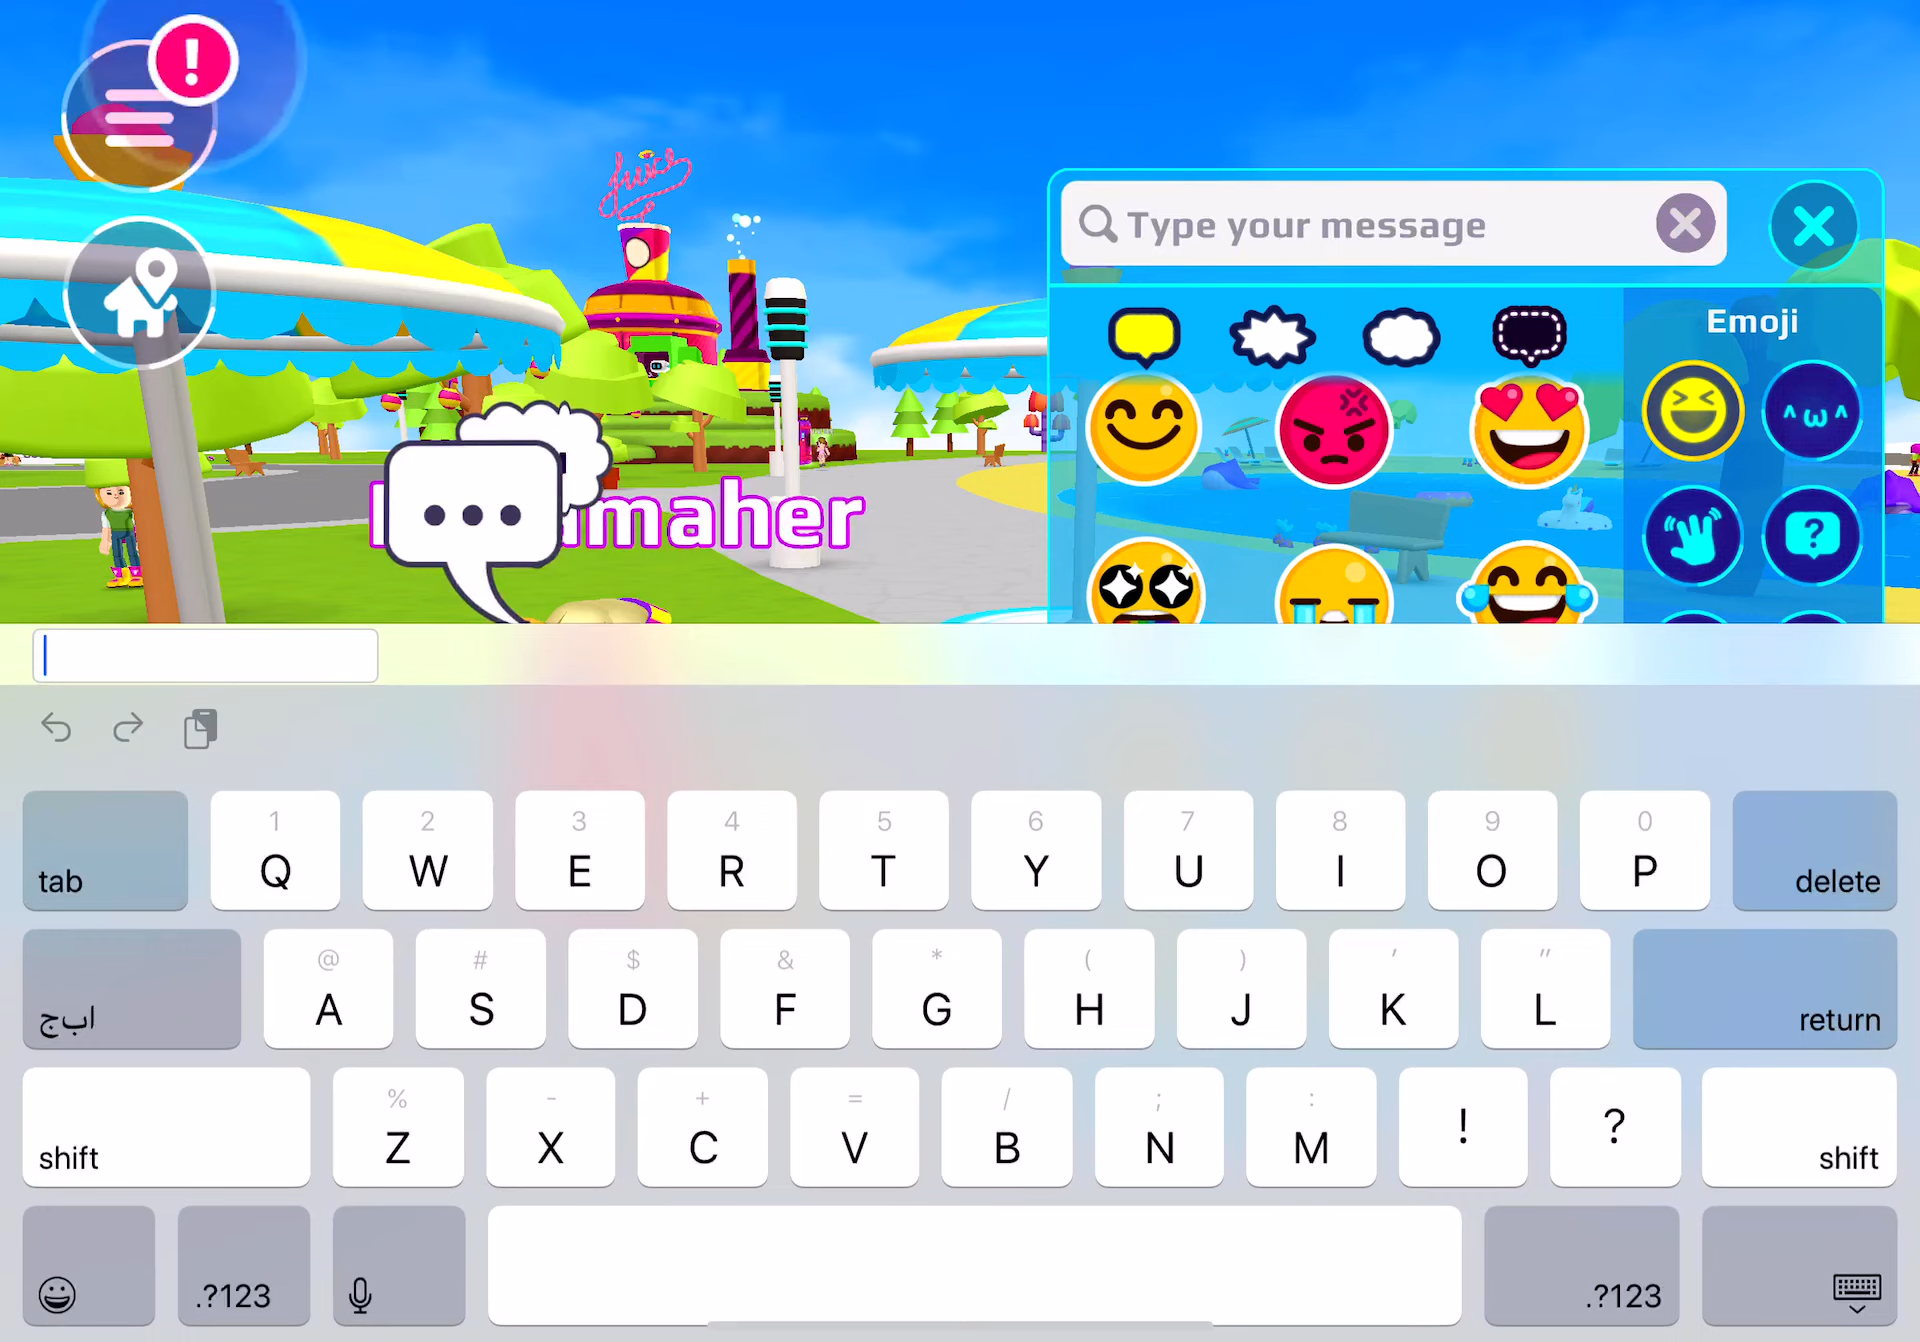 !
Juice
Type your message
Emoji
^ω^
?
maher
tab
1 2 3 4 5 6 7 8 9 0
Q W E R T Y U I O P
delete
ابج
@ # $ & * ( ) ' "
A S D F G H J K L
return
shift
% - + = / ; :
Z X C V B N M ! ?
shift
.?123
.?123